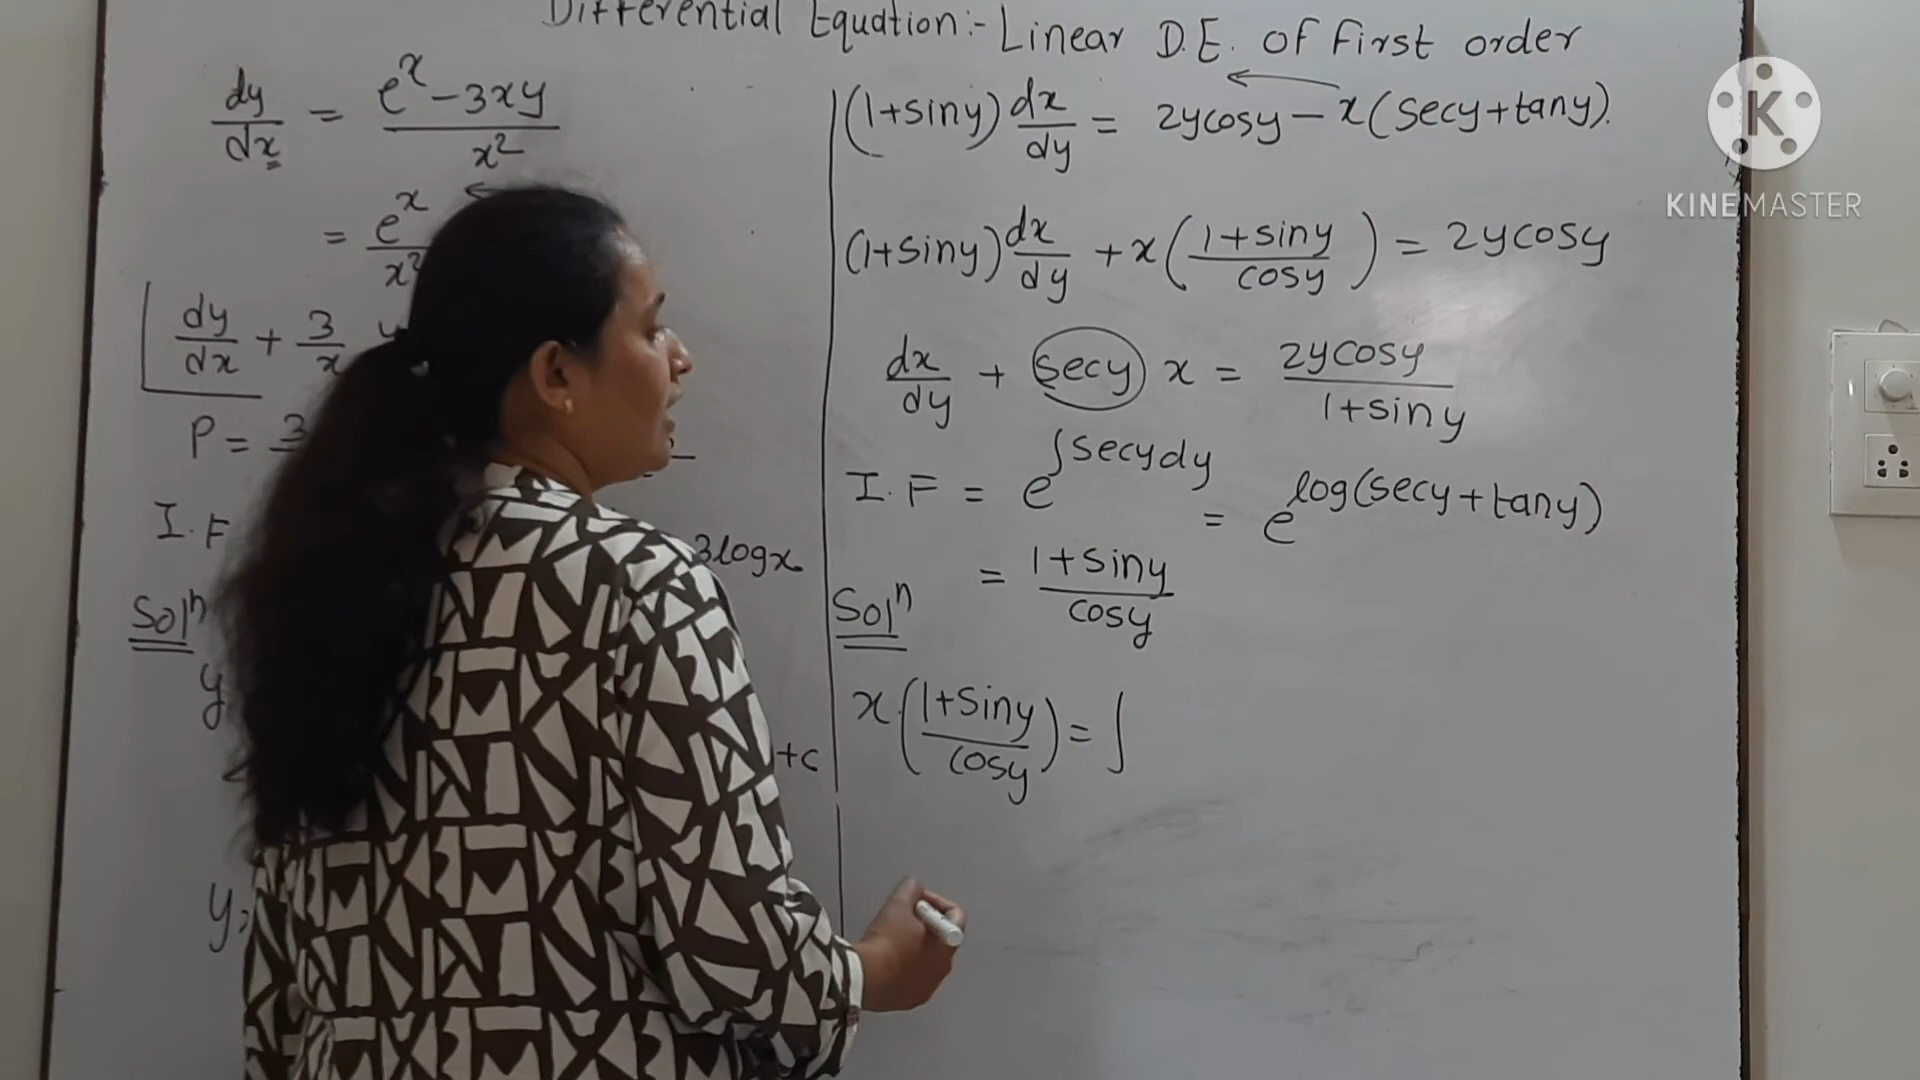 Differential Equation:- Linear D.E. of First order
dy/dx = (e^x - 3xy)/x^2
= e^x/x^2
dy/dx + 3/x y
P = 3
I.F
3logx
Solⁿ
y
+c
y
(1+siny) dx/dy = 2ycosy - x(secy+tany).
(1+siny) dx/dy + x((1+siny)/cosy) = 2ycosy
dx/dy + secy x = 2ycosy/(1+siny)
I.F = e^∫secydy = e^log(secy+tany)
= (1+siny)/cosy
Solⁿ
x.((1+siny)/cosy) = ∫
K
KINEMASTER